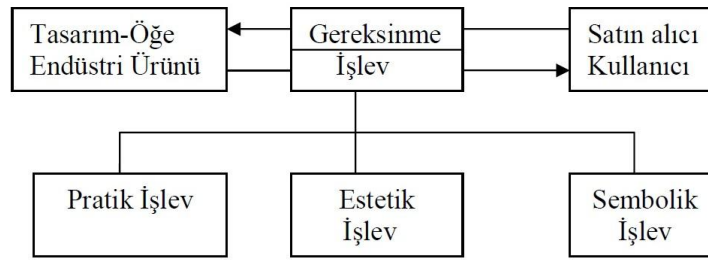 Tasarım-Öğe
Endüstri Ürünü
Gereksinme
İşlev
Satın alıcı
Kullanıcı
Pratik İşlev
Estetik
İşlev
Sembolik
İşlev